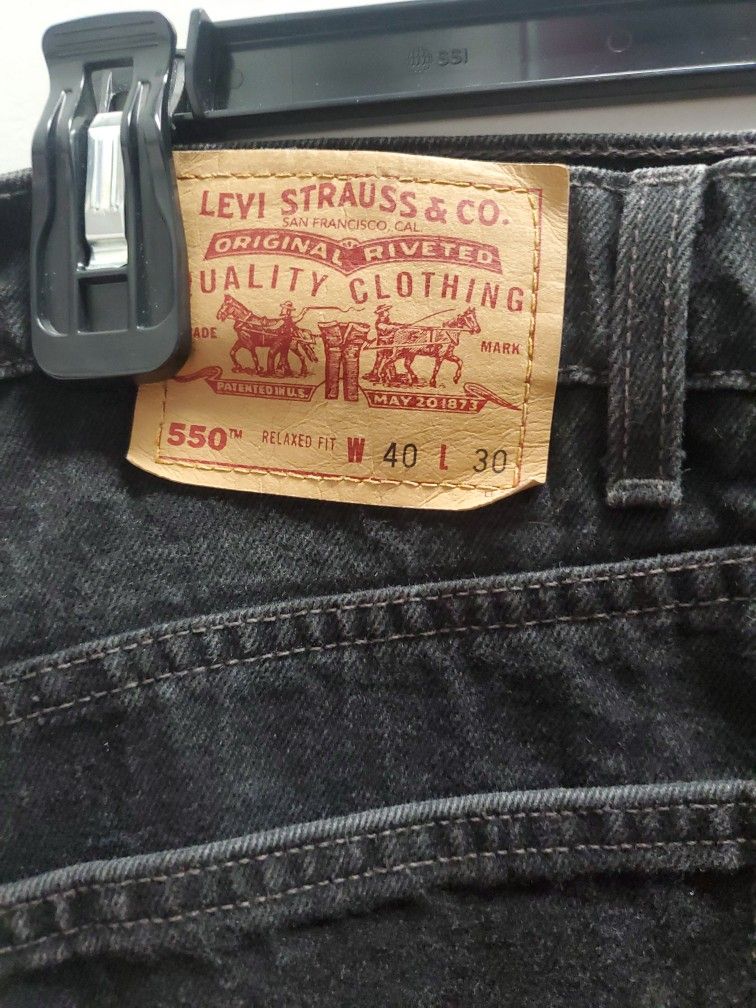 551
LEVI STRAUSS & CO.
SAN FRANCISCO, CAL.
ORIGINAL RIVETED
UALITY CLOTHING
ADE MARK
PATENTED IN U.S. MAY 20 1873
550™ RELAXED FIT W 40 L 30